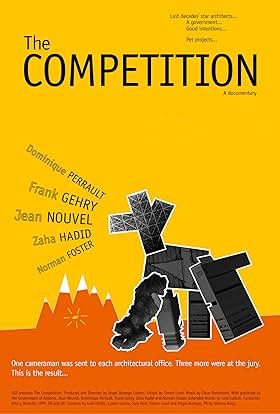 Last decades' star architects...
A government...
Good intentions...
Pet projects...
The
COMPETITION
A documentary
Dominique PERRAULT
Frank GEHRY
Jean NOUVEL
Zaha HADID
Norman FOSTER
One cameraman was sent to each architectural office. Three more were at the jury.
This is the result...